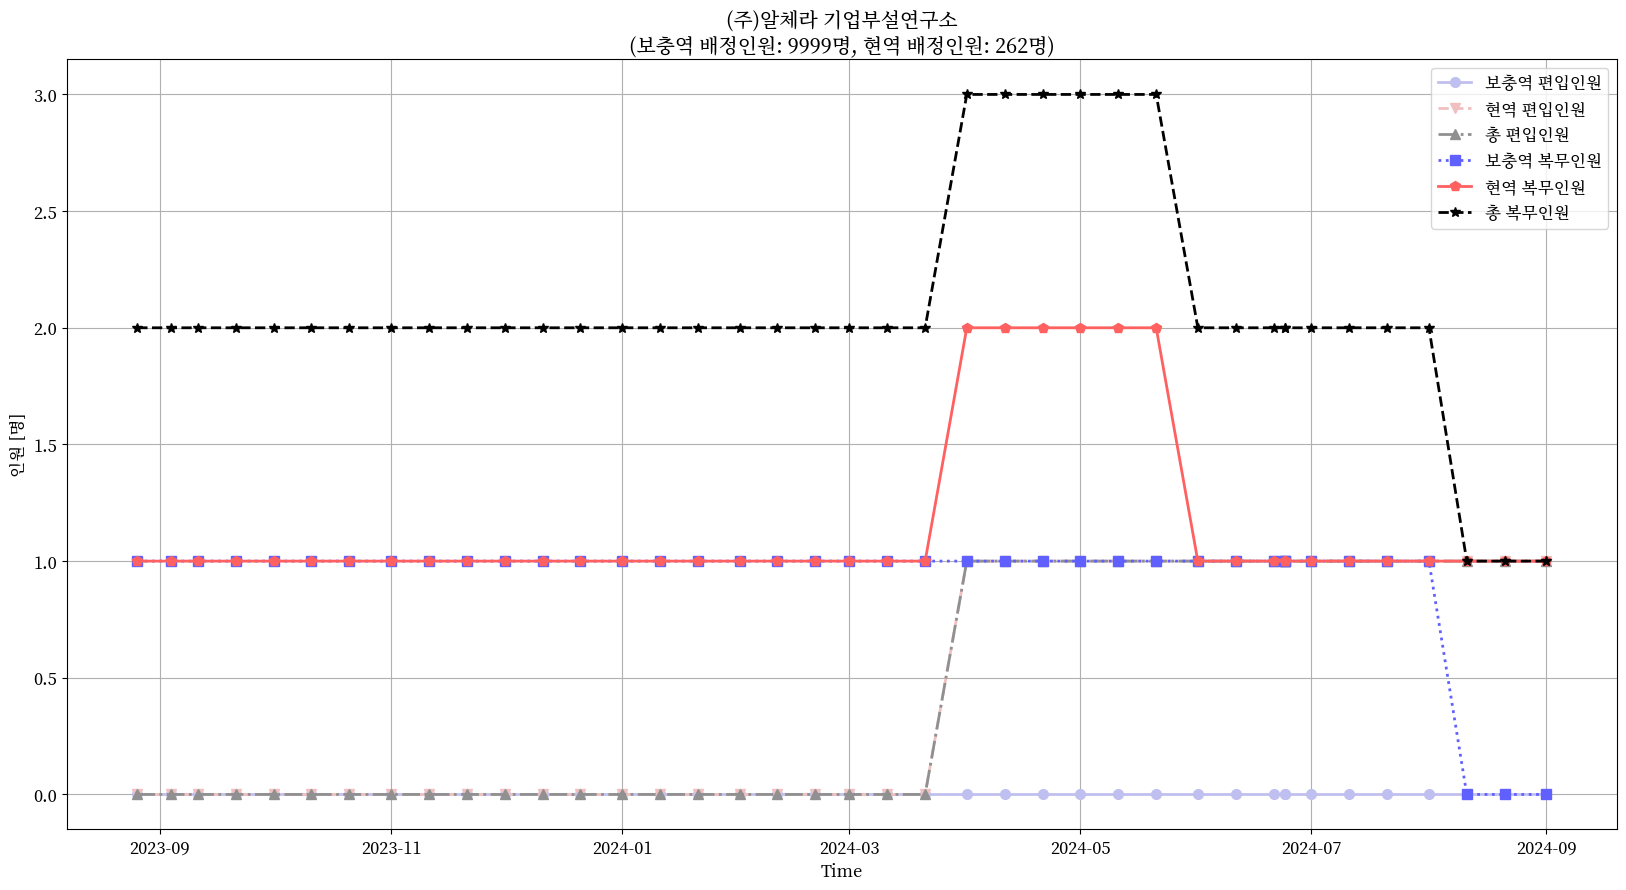 (주)알체라 기업부설연구소
(보충역 배정인원: 9999명, 현역 배정인원: 262명)
보충역 편입인원
현역 편입인원
총 편입인원
보충역 복무인원
현역 복무인원
총 복무인원
인원 [명]
3.0
2.5
2.0
1.5
1.0
0.5
0.0
2023-09 2023-11 2024-01 2024-03 2024-05 2024-07 2024-09
Time